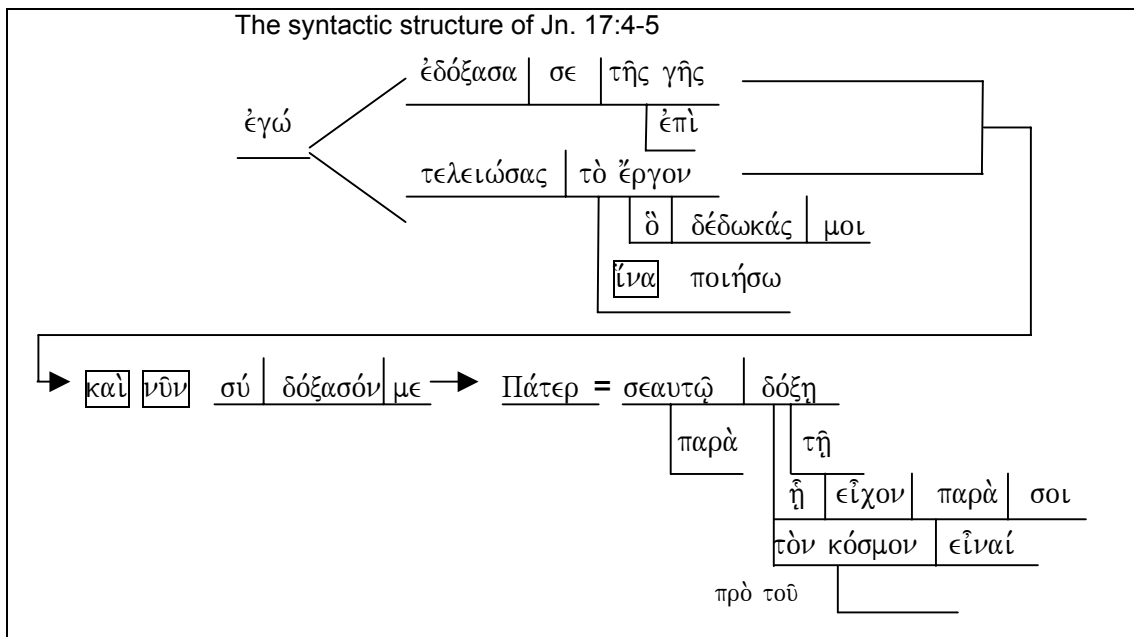 The syntactic structure of Jn. 17:4-5
ἐδόξασα σε τῆς γῆς
ἐγώ
ἐπὶ
τελειώσας τὸ ἔργον
ὃ δέδωκάς μοι
ἵνα ποιήσω
καὶ νῦν σύ δόξασόν με Πάτερ = σεαυτῷ δόξῃ
παρὰ τῇ
ᾗ εἶχον παρὰ σοι
τὸν κόσμον εἶναί
πρὸ τοῦ